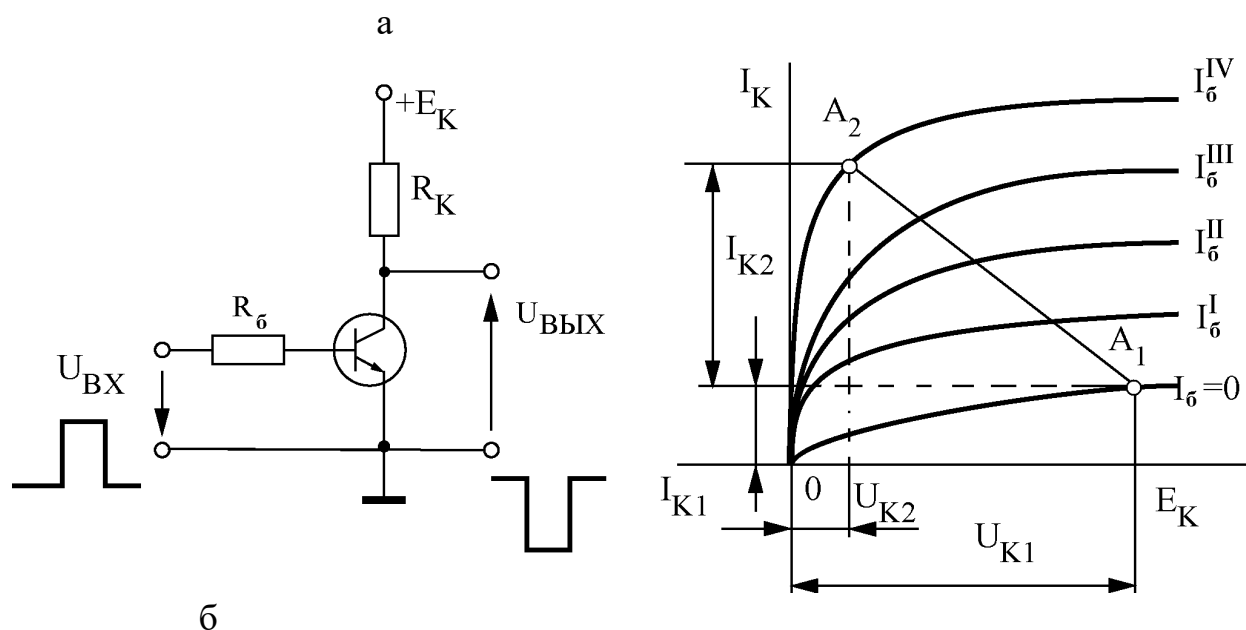 а
+E_K
R_K
R_б
U_ВХ
U_ВЫХ
б
I_K
A_2
I_б^IV
I_б^III
I_б^II
I_K2
I_б^I
A_1
I_б=0
I_K1
0
U_K2
E_K
U_K1